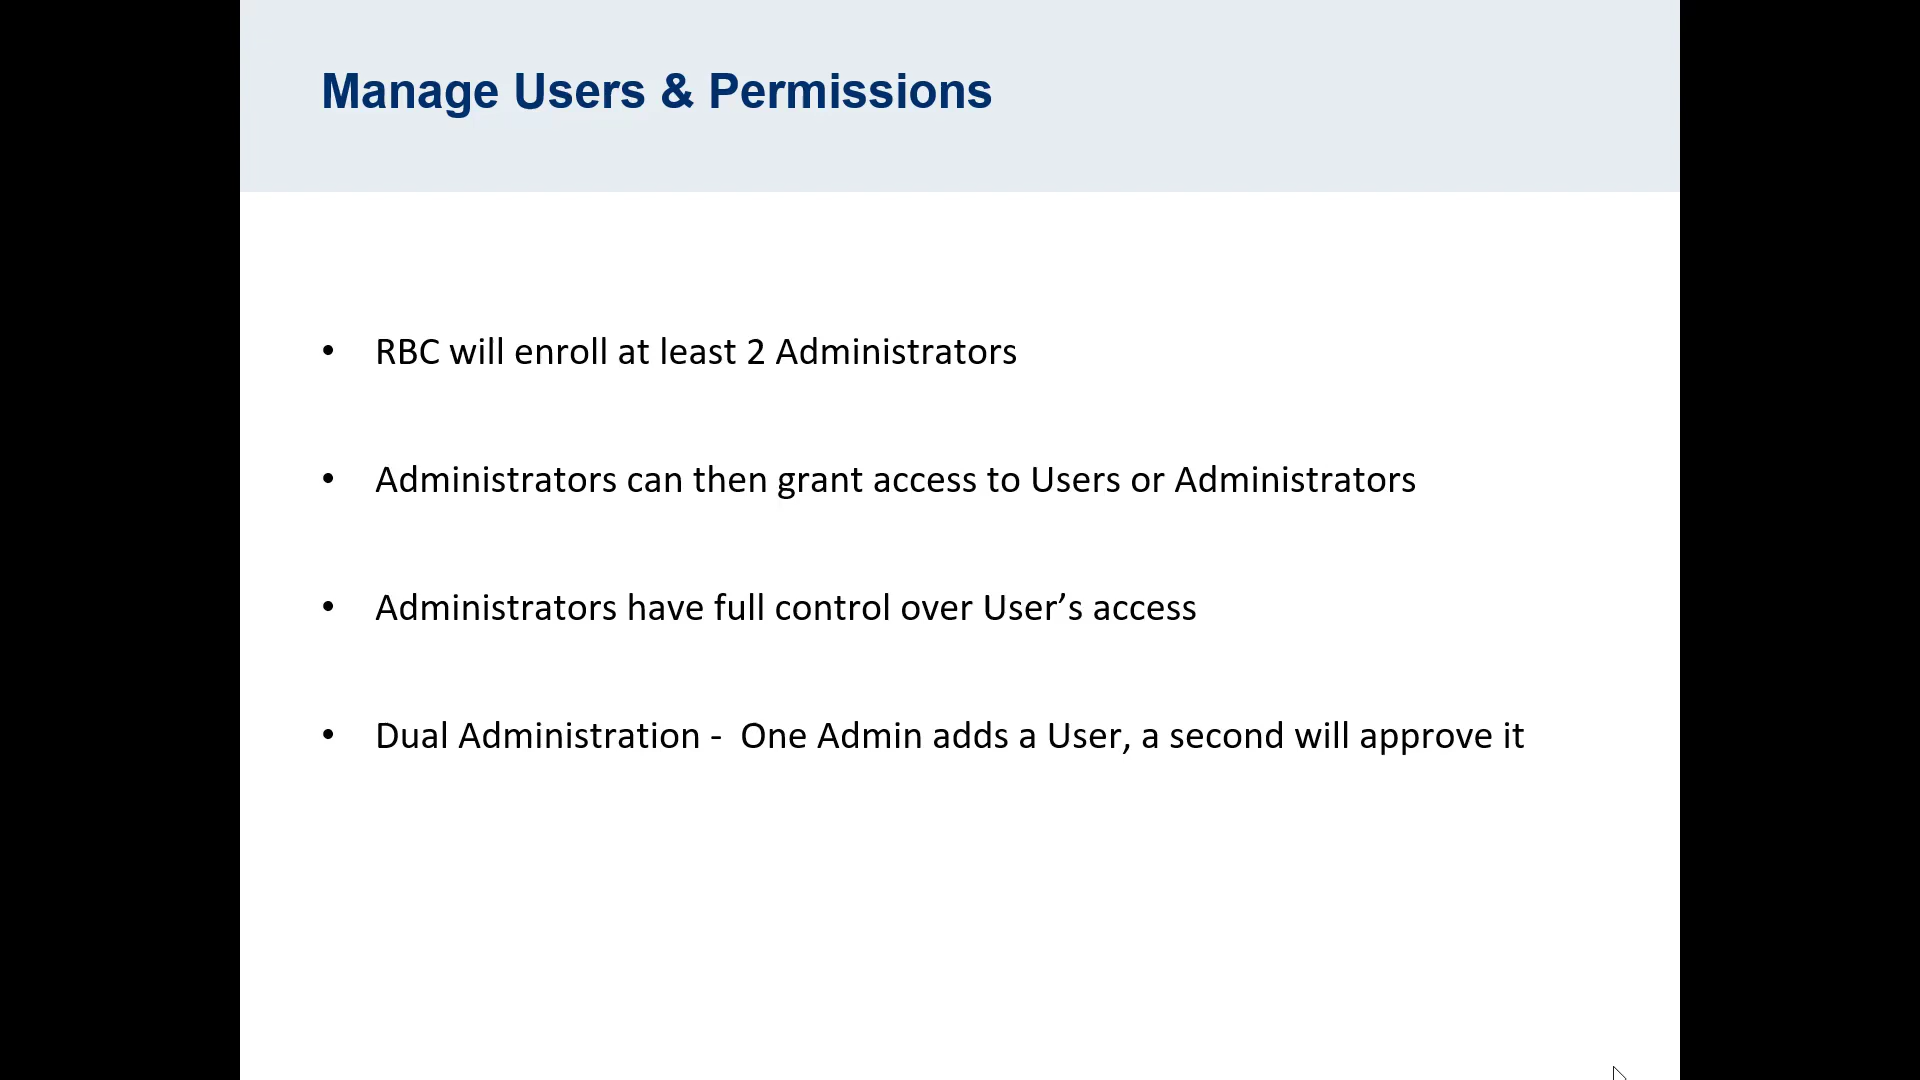 Manage Users & Permissions
• RBC will enroll at least 2 Administrators
• Administrators can then grant access to Users or Administrators
• Administrators have full control over User’s access
• Dual Administration -  One Admin adds a User, a second will approve it